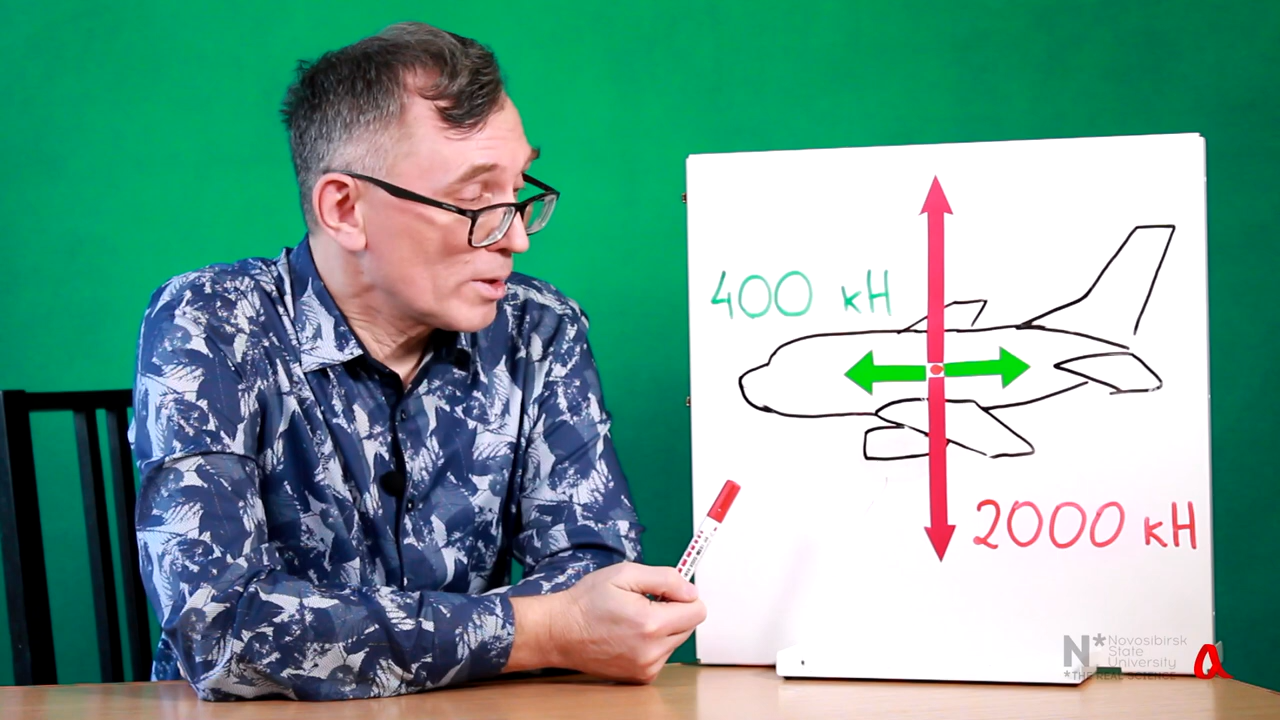 400 кН
2000 кН
N* Novosibirsk
State
University
*THE REAL SCIENCE